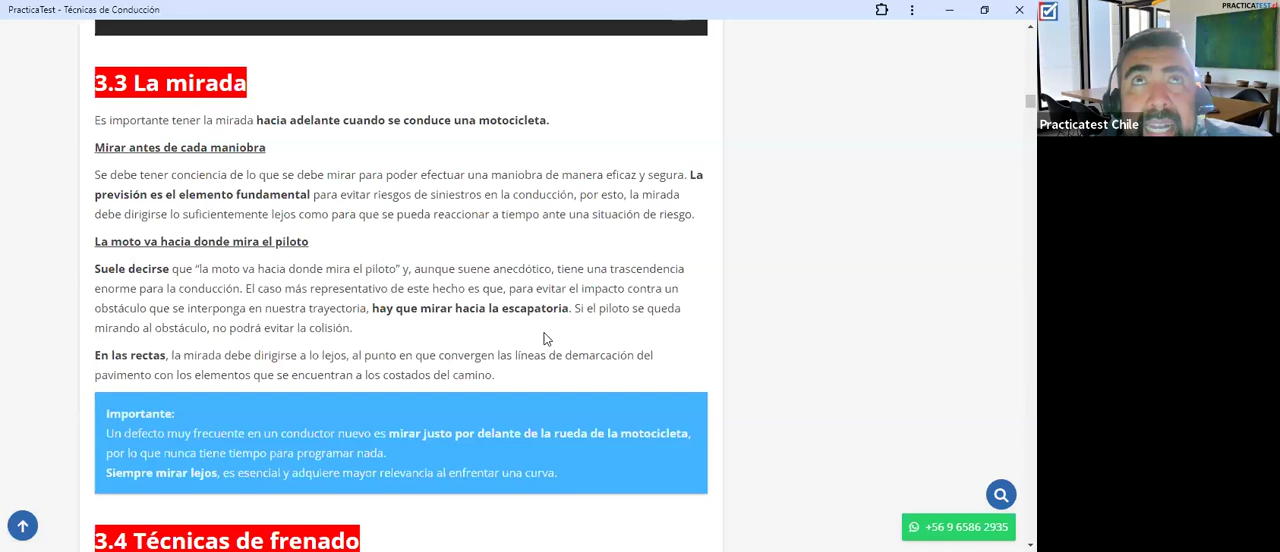 PracticaTest - Técnicas de Conducción
PRACTICATEST.cl
3.3 La mirada
Es importante tener la mirada hacia adelante cuando se conduce una motocicleta.
Mirar antes de cada maniobra
Se debe tener conciencia de lo que se debe mirar para poder efectuar una maniobra de manera eficaz y segura. La
previsión es el elemento fundamental para evitar riesgos de siniestros en la conducción, por esto, la mirada
debe dirigirse lo suficientemente lejos como para que se pueda reaccionar a tiempo ante una situación de riesgo.
La moto va hacia donde mira el piloto
Suele decirse que “la moto va hacia donde mira el piloto” y, aunque suene anecdótico, tiene una trascendencia
enorme para la conducción. El caso más representativo de este hecho es que, para evitar el impacto contra un
obstáculo que se interponga en nuestra trayectoria, hay que mirar hacia la escapatoria. Si el piloto se queda
mirando al obstáculo, no podrá evitar la colisión.
En las rectas, la mirada debe dirigirse a lo lejos, al punto en que convergen las líneas de demarcación del
pavimento con los elementos que se encuentran a los costados del camino.
Importante:
Un defecto muy frecuente en un conductor nuevo es mirar justo por delante de la rueda de la motocicleta,
por lo que nunca tiene tiempo para programar nada.
Siempre mirar lejos, es esencial y adquiere mayor relevancia al enfrentar una curva.
3.4 Técnicas de frenado
+56 9 6586 2935
Practicatest Chile